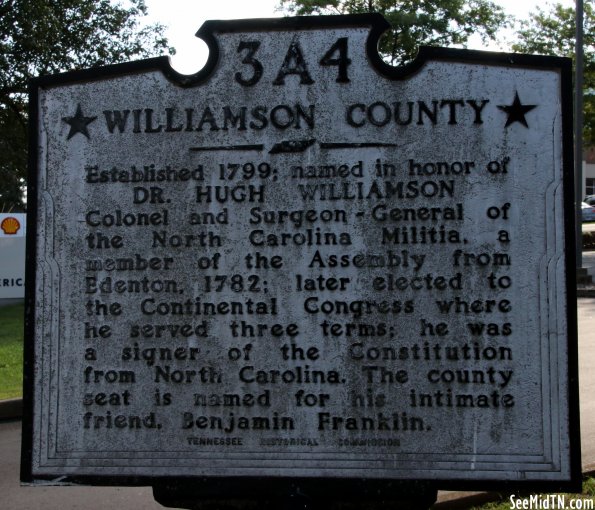 3A4
WILLIAMSON COUNTY
Established 1799; named in honor of
DR. HUGH WILLIAMSON
Colonel and Surgeon-General of
the North Carolina Militia, a
member of the Assembly from
Edenton, 1782; later elected to
the Continental Congress where
he served three terms; he was
a signer of the Constitution
from North Carolina. The county
seat is named for his intimate
friend, Benjamin Franklin.
TENNESSEE HISTORICAL COMMISSION
SeeMidTN.com